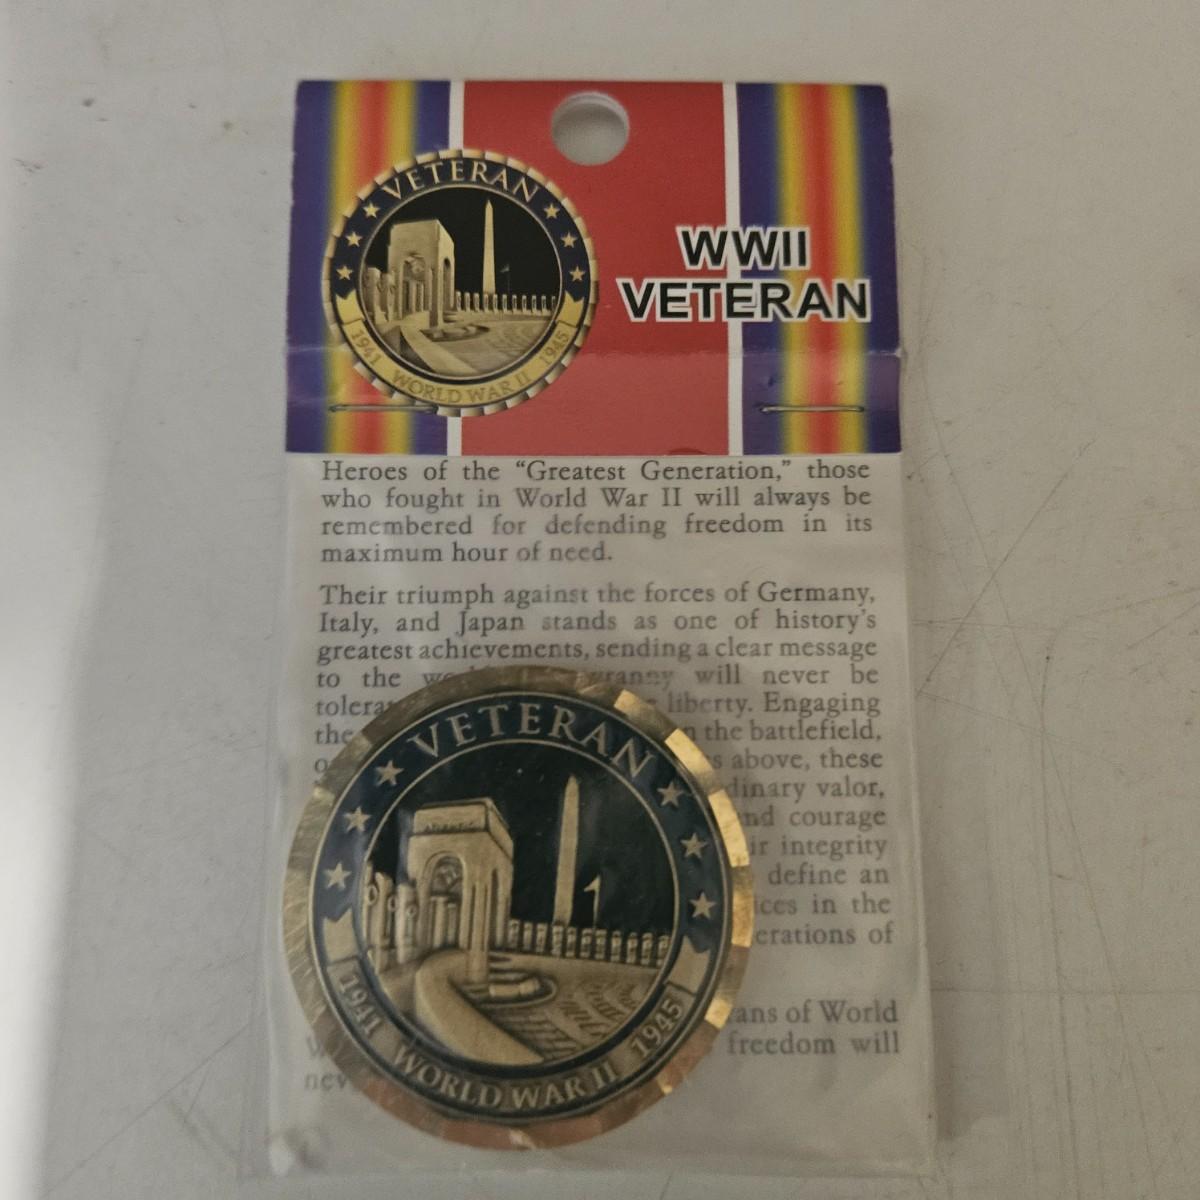 VETERAN
1941 WORLD WAR II 1945
WWII
VETERAN
Heroes of the “Greatest Generation,” those
who fought in World War II will always be
remembered for defending freedom in its
maximum hour of need.
Their triumph against the forces of Germany,
Italy, and Japan stands as one of history's
greatest achievements, sending a clear message
to the will never be
liberty. Engaging
the the battlefield,
above, these
valor,
courage
integrity
define an
in the
of
of World
freedom will
VETERAN
1941 WORLD WAR II 1945